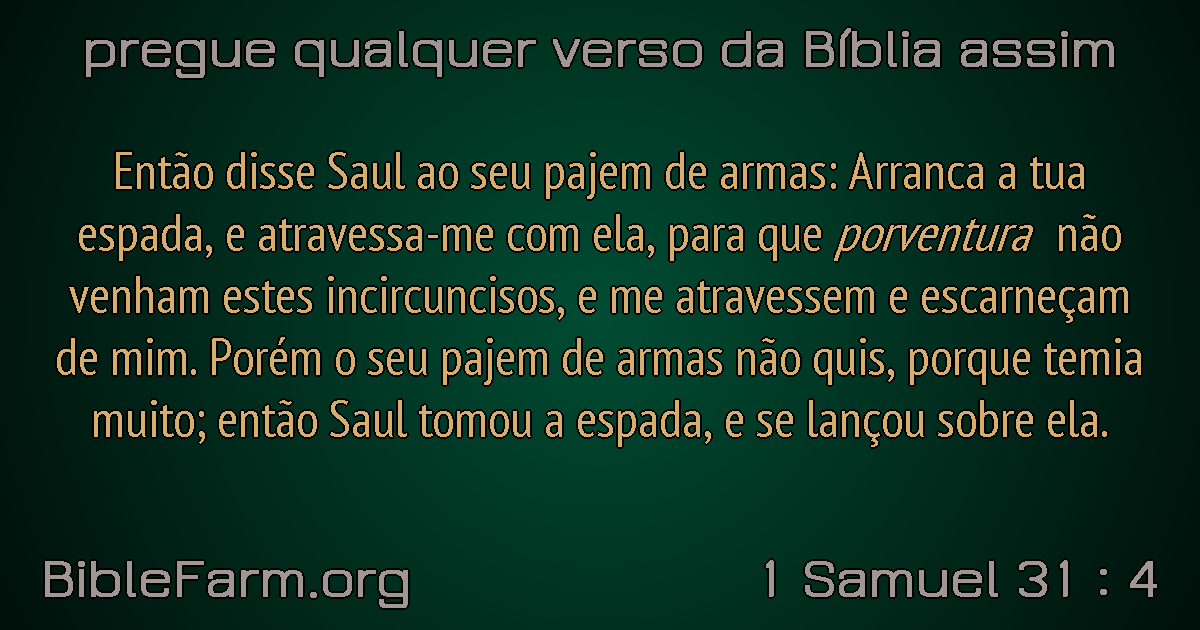 pregue qualquer verso da Bíblia assim
Então disse Saul ao seu pajem de armas: Arranca a tua
espada, e atravessa-me com ela, para que porventura não
venham estes incircuncisos, e me atravessem e escarneçam
de mim. Porém o seu pajem de armas não quis, porque temia
muito; então Saul tomou a espada, e se lançou sobre ela.
BibleFarm.org
1 Samuel 31 : 4